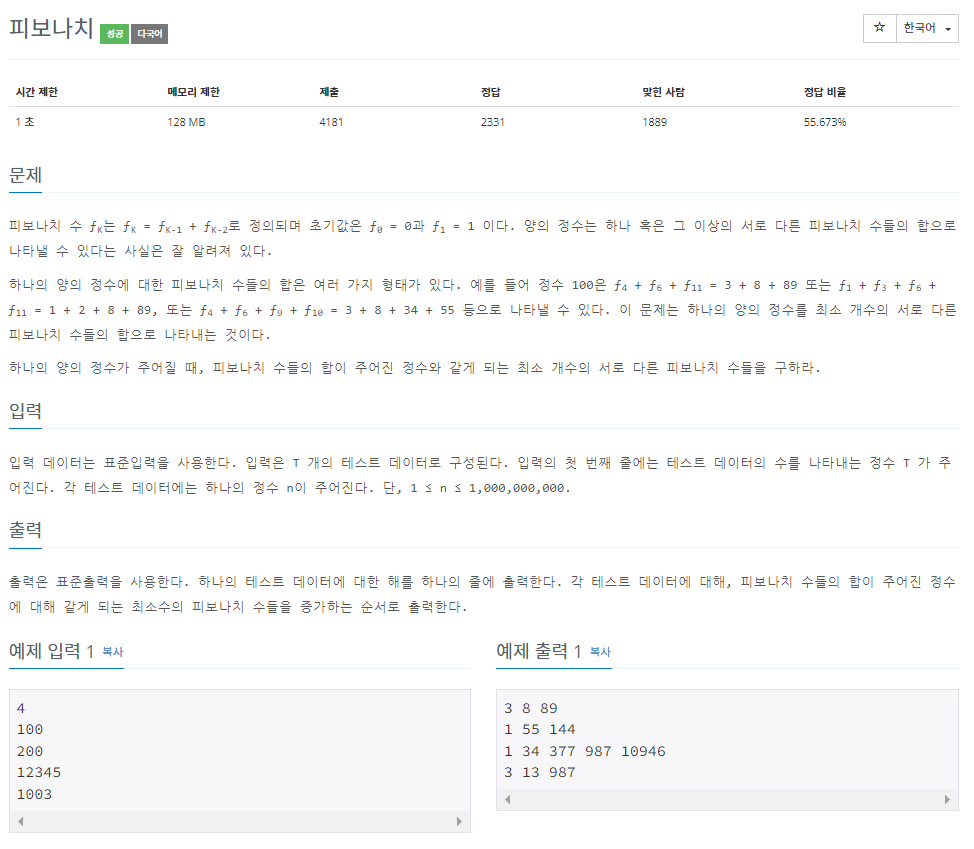 피보나치 성공 다국어 ☆ 한국어
시간 제한 메모리 제한 제출 정답 맞힌 사람 정답 비율
1 초 128 MB 4181 2331 1889 55.673%
문제
피보나치 수 fK는 fK = fK-1 + fK-2로 정의되며 초기값은 f0 = 0과 f1 = 1 이다. 양의 정수는 하나 혹은 그 이상의 서로 다른 피보나치 수들의 합으로
나타낼 수 있다는 사실은 잘 알려져 있다.
하나의 양의 정수에 대한 피보나치 수들의 합은 여러 가지 형태가 있다. 예를 들어 정수 100은 f4 + f6 + f11 = 3 + 8 + 89 또는 f1 + f3 + f6 +
f11 = 1 + 2 + 8 + 89, 또는 f4 + f6 + f9 + f10 = 3 + 8 + 34 + 55 등으로 나타낼 수 있다. 이 문제는 하나의 양의 정수를 최소 개수의 서로 다른
피보나치 수들의 합으로 나타내는 것이다.
하나의 양의 정수가 주어질 때, 피보나치 수들의 합이 주어진 정수와 같게 되는 최소 개수의 서로 다른 피보나치 수들을 구하라.
입력
입력 데이터는 표준입력을 사용한다. 입력은 T 개의 테스트 데이터로 구성된다. 입력의 첫 번째 줄에는 테스트 데이터의 수를 나타내는 정수 T 가 주
어진다. 각 테스트 데이터에는 하나의 정수 n이 주어진다. 단, 1 ≤ n ≤ 1,000,000,000.
출력
출력은 표준출력을 사용한다. 하나의 테스트 데이터에 대한 해를 하나의 줄에 출력한다. 각 테스트 데이터에 대해, 피보나치 수들의 합이 주어진 정수
에 대해 같게 되는 최소수의 피보나치 수들을 증가하는 순서로 출력한다.
예제 입력 1 복사
4
100
200
12345
1003
예제 출력 1 복사
3 8 89
1 55 144
1 34 377 987 10946
3 13 987